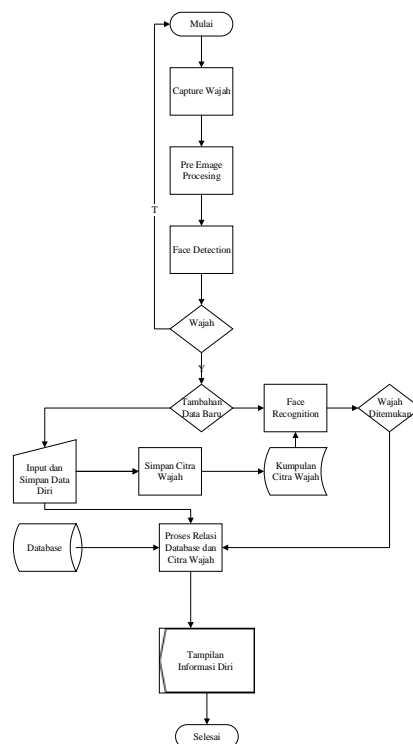 Mulai
Capture Wajah
Pre Emage
Procesing
T
Face Detection
Wajah
Y
Tambahan
Data Baru
Face
Recognition
Wajah
Ditemukan
Input dan
Simpan Data
Diri
Simpan Citra
Wajah
Kumpulan
Citra Wajah
Database
Proses Relasi
Database dan
Citra Wajah
Tampilan
Informasi Diri
Selesai